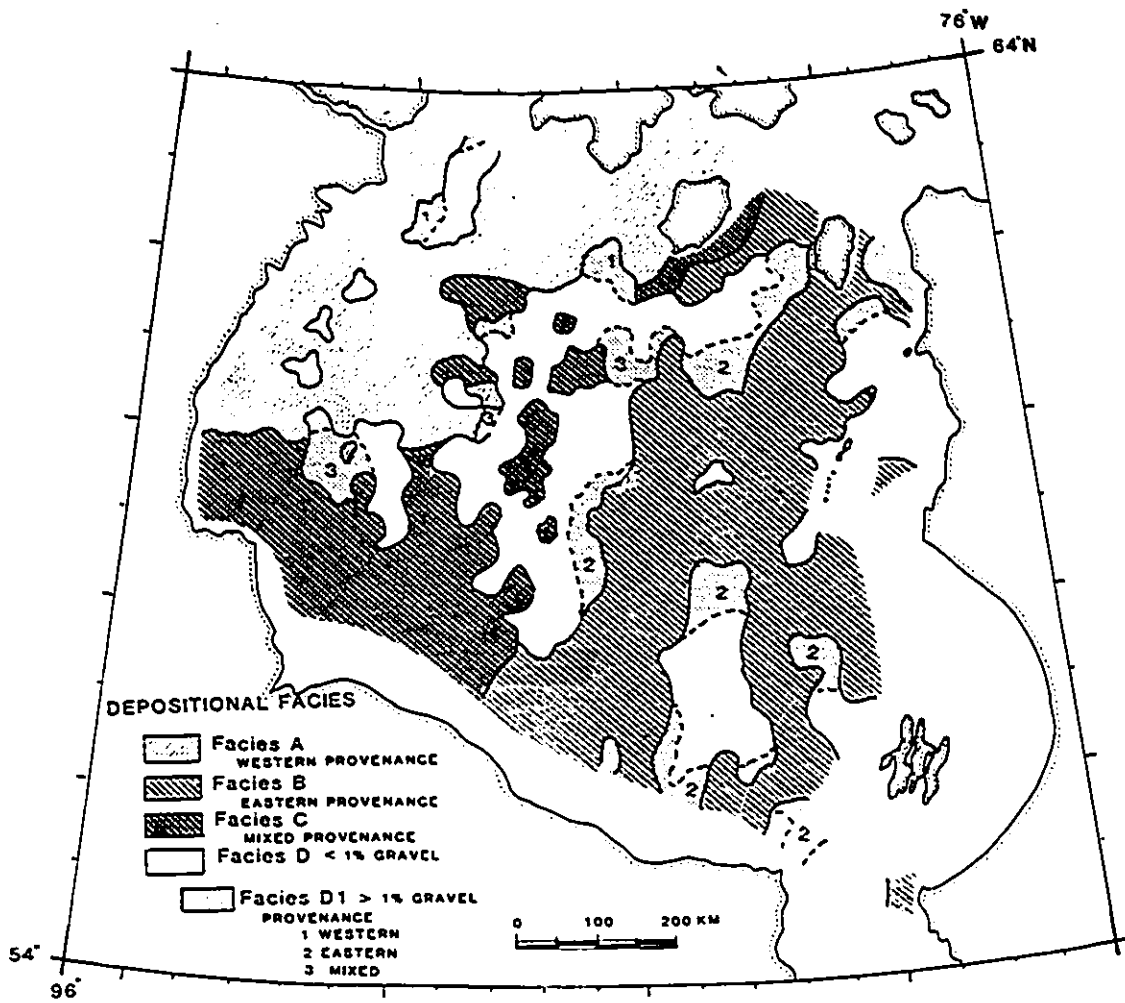 76°W
64°N
1
3
2
3
2
2
2
2
2
DEPOSITIONAL FACIES
Facies A
WESTERN PROVENANCE
Facies B
EASTERN PROVENANCE
Facies C
MIXED PROVENANCE
Facies D < 1% GRAVEL
Facies D1 > 1% GRAVEL
PROVENANCE
1 WESTERN
2 EASTERN
3 MIXED
0 100 200 KM
54°
96°